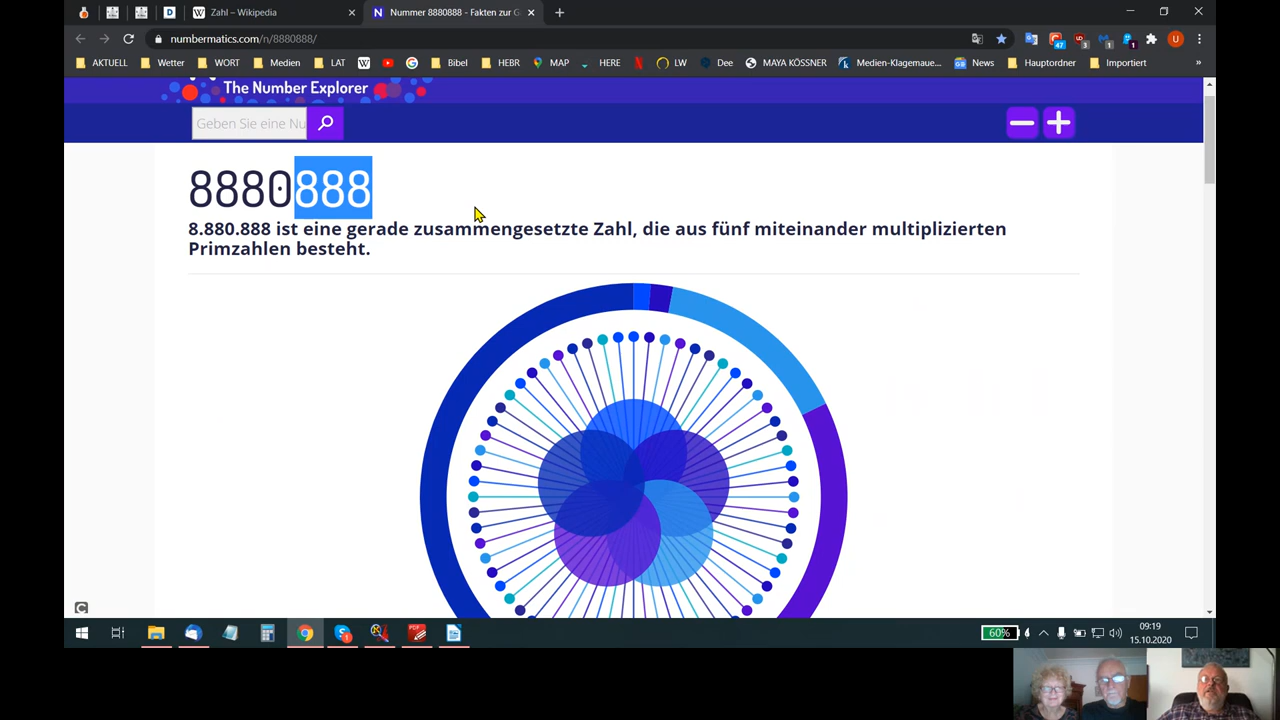 Zahl – Wikipedia
Nummer 8880888 - Fakten zur G
numbermatics.com/n/8880888/
AKTUELL Wetter WORT Medien LAT Bibel HEBR MAP HERE LW Dee MAYA KÖSSNER Medien-Klagemaue... News Hauptordner Importiert »
The Number Explorer
Geben Sie eine Nu
8880888
8.880.888 ist eine gerade zusammengesetzte Zahl, die aus fünf miteinander multiplizierten
Primzahlen besteht.
60%
09:19
15.10.2020